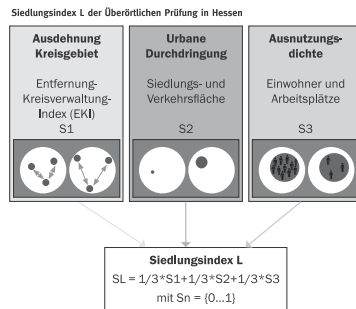 Siedlungsindex L der Überörtlichen Prüfung in Hessen
Ausdehnung
Kreisgebiet
Entfernung-
Kreisverwaltung-
Index (EKI)
S1
Urbane
Durchdringung
Siedlungs- und
Verkehrsfläche
S2
Ausnutzungs-
dichte
Einwohner und
Arbeitsplätze
S3
Siedlungsindex L
SL = 1/3*S1+1/3*S2+1/3*S3
mit Sn = {0...1}